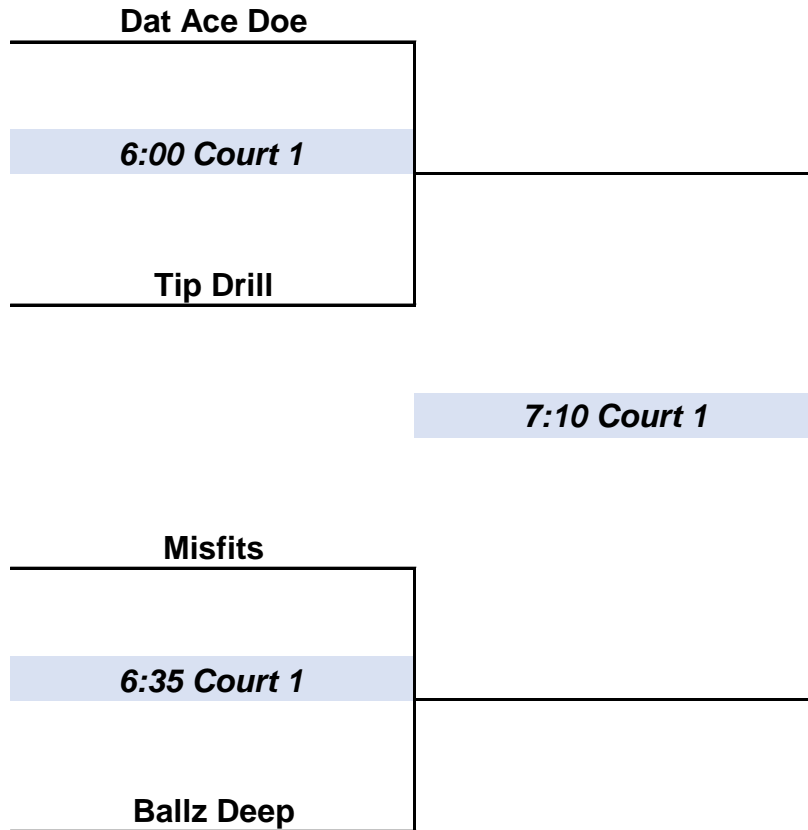 Dat Ace Doe
6:00 Court 1
Tip Drill
7:10 Court 1
Misfits
6:35 Court 1
Ballz Deep